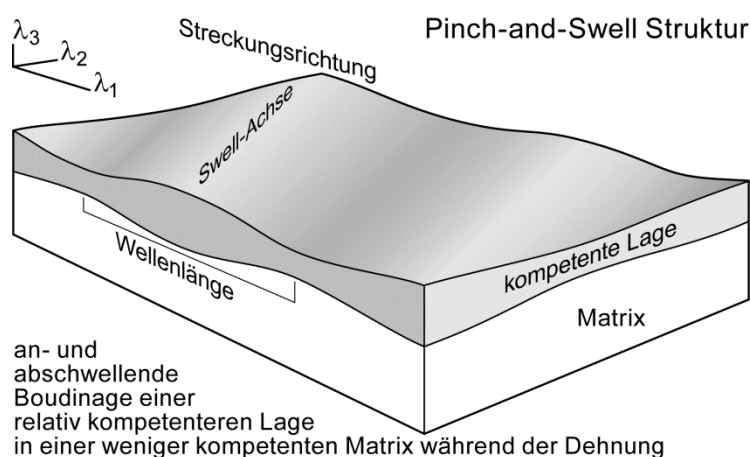 Pinch-and-Swell Struktur
Streckungsrichtung
λ3
λ2
λ1
Swell-Achse
Wellenlänge
kompetente Lage
Matrix
an- und
abschwellende
Boudinage einer
relativ kompetenteren Lage
in einer weniger kompetenten Matrix während der Dehnung